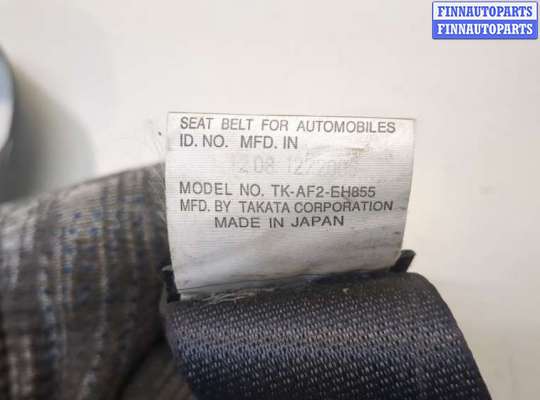 FINNAUTOPARTS
FINNAUTOPARTS
SEAT BELT FOR AUTOMOBILES
ID. NO. MFD. IN
MODEL NO. TK-AF2-EH855
MFD. BY TAKATA CORPORATION
MADE IN JAPAN